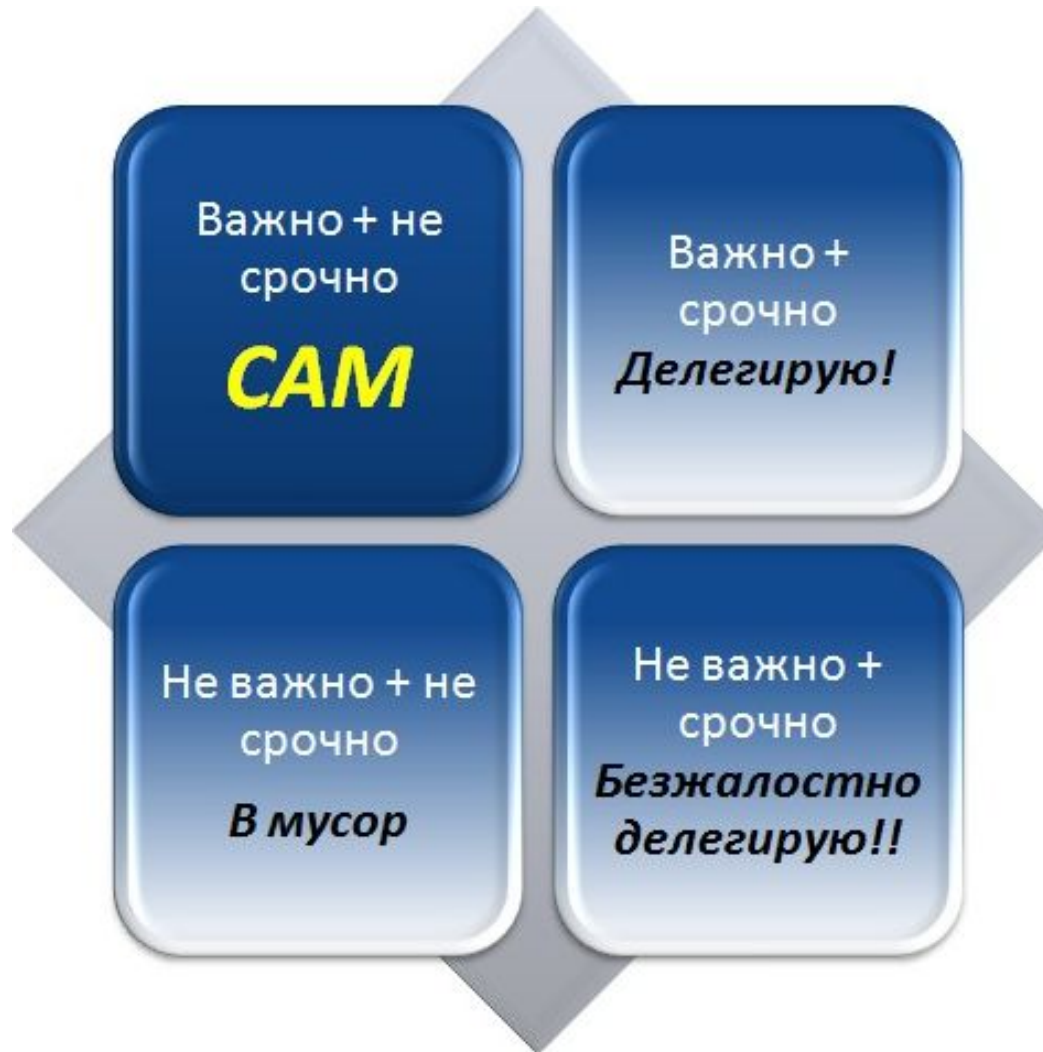 Важно + не
срочно
САМ
Важно +
срочно
Делегирую!
Не важно + не
срочно
В мусор
Не важно +
срочно
Безжалостно
делегирую!!